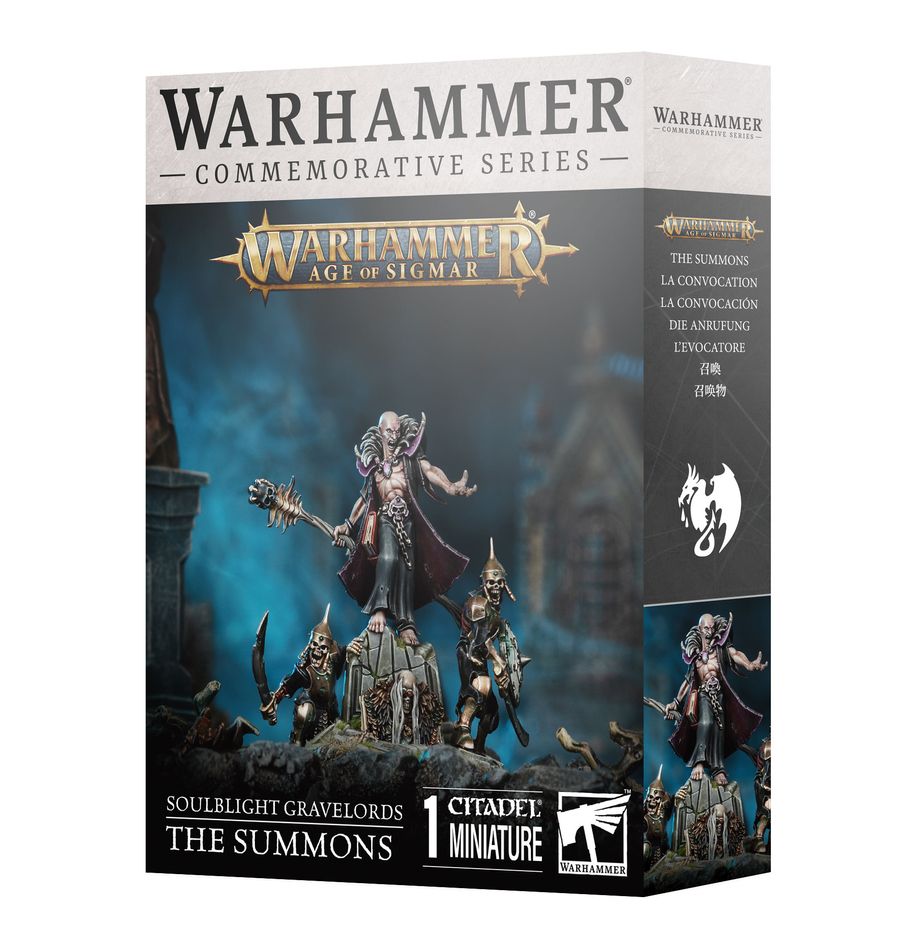 WARHAMMER®
— COMMEMORATIVE SERIES —
WARHAMMER®
AGE OF SIGMAR
SOULBLIGHT GRAVELORDS
THE SUMMONS
1 CITADEL®
MINIATURE
WARHAMMER™
WARHAMMER®
— COMMEMORATIVE SERIES —
WARHAMMER
AGE OF SIGMAR
THE SUMMONS
LA CONVOCATION
LA CONVOCACIÓN
DIE ANRUFUNG
L'EVOCATORE
召喚
召唤物